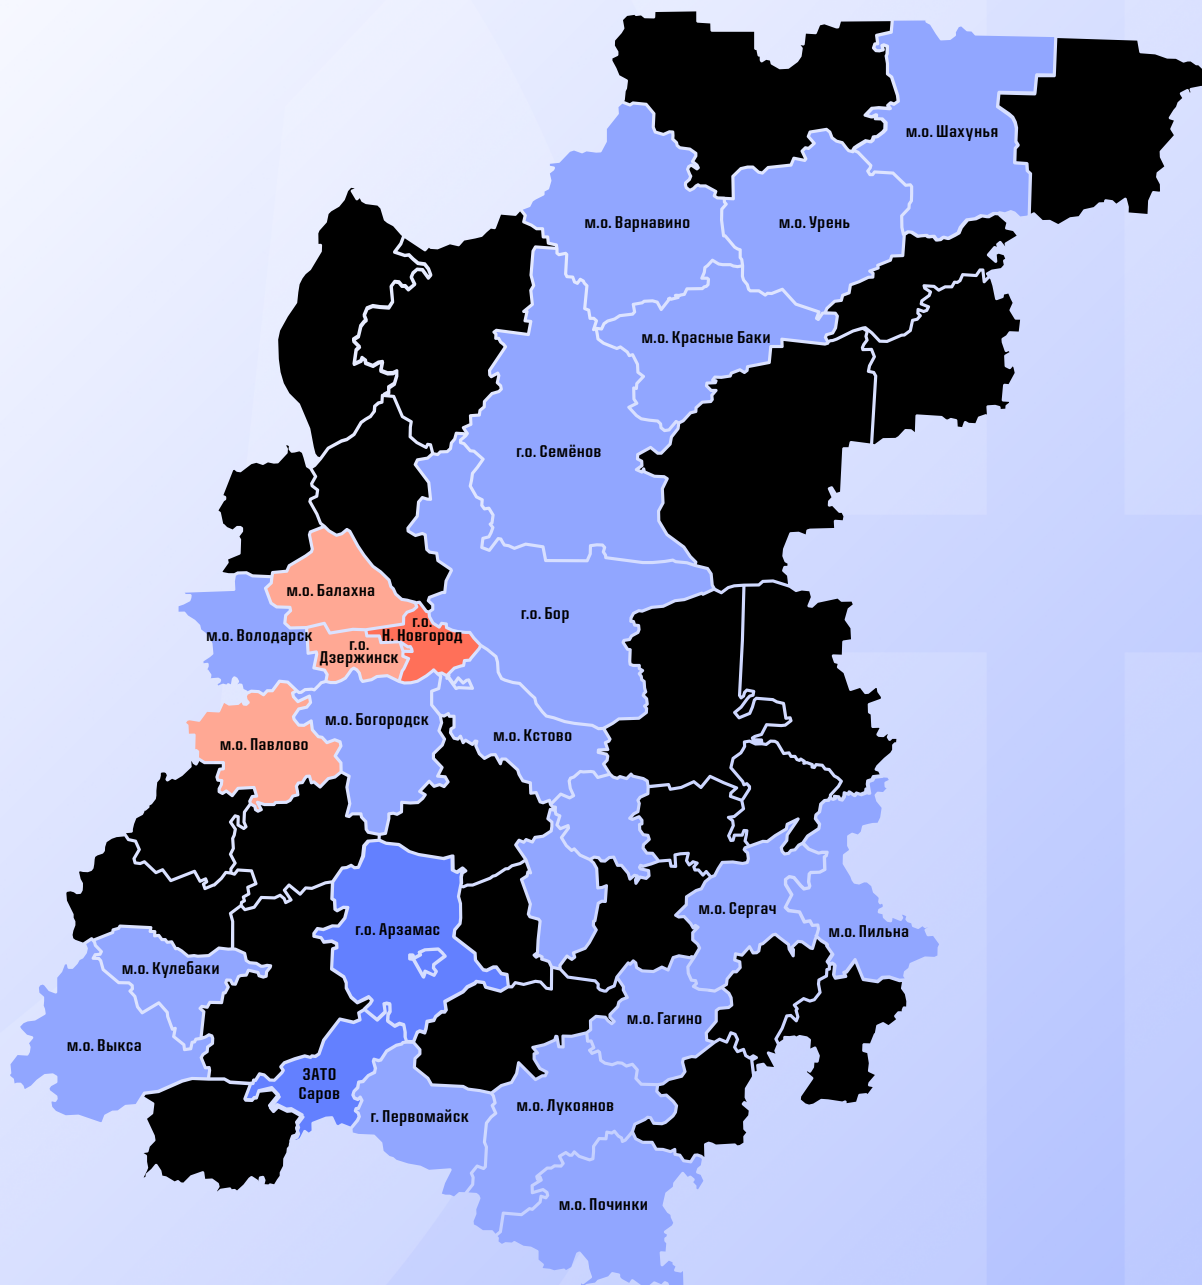 м.о. Шахунья
м.о. Варнавино
м.о. Урень
м.о. Красные Баки
г.о. Семёнов
м.о. Балахна
г.о. Бор
г.о.
Н. Новгород
м.о. Володарск
г.о.
Дзержинск
м.о. Богородск
м.о. Павлово
м.о. Кстово
м.о. Сергач
г.о. Арзамас
м.о. Пильна
м.о. Кулебаки
м.о. Гагино
м.о. Выкса
ЗАТО
Саров
м.о. Лукоянов
г. Первомайск
м.о. Починки